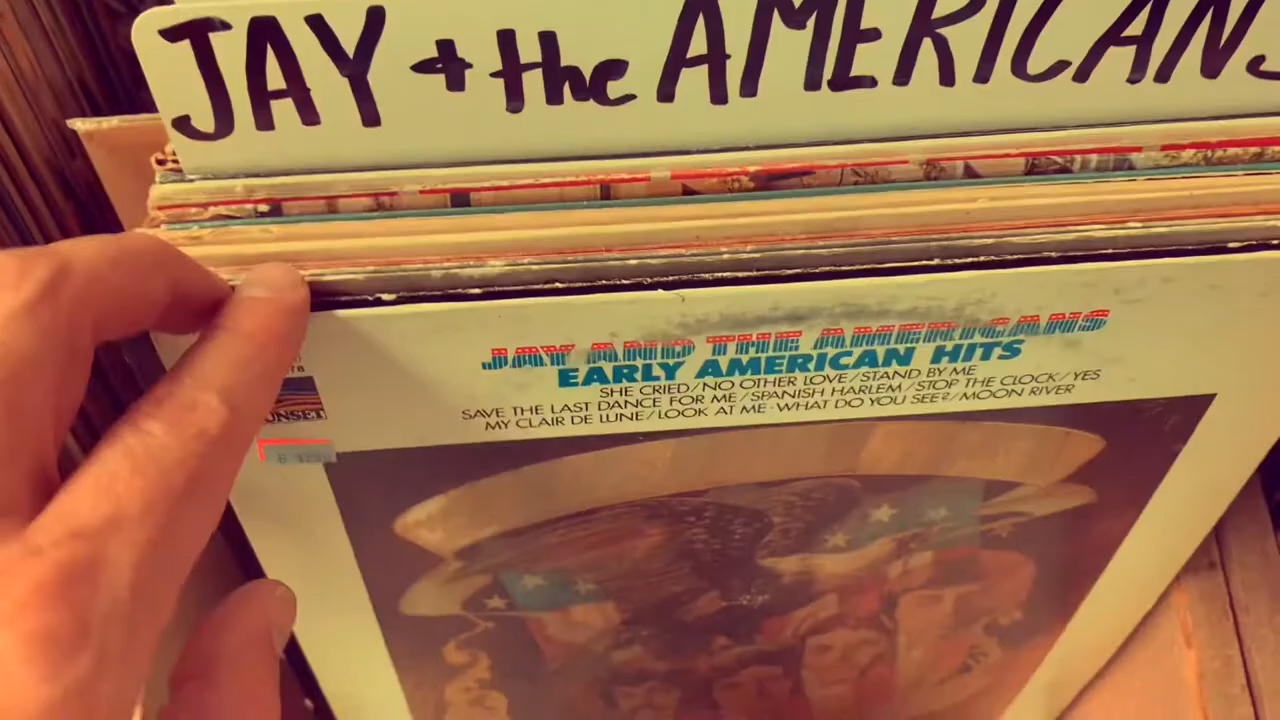 JAY + the AMERICANS
JAY AND THE AMERICANS
EARLY AMERICAN HITS
SHE CRIED/NO OTHER LOVE/STAND BY ME
SAVE THE LAST DANCE FOR ME/SPANISH HARLEM/STOP THE CLOCK/YES
MY CLAIR DE LUNE/LOOK AT ME-WHAT DO YOU SEE?/MOON RIVER
78
UNSET